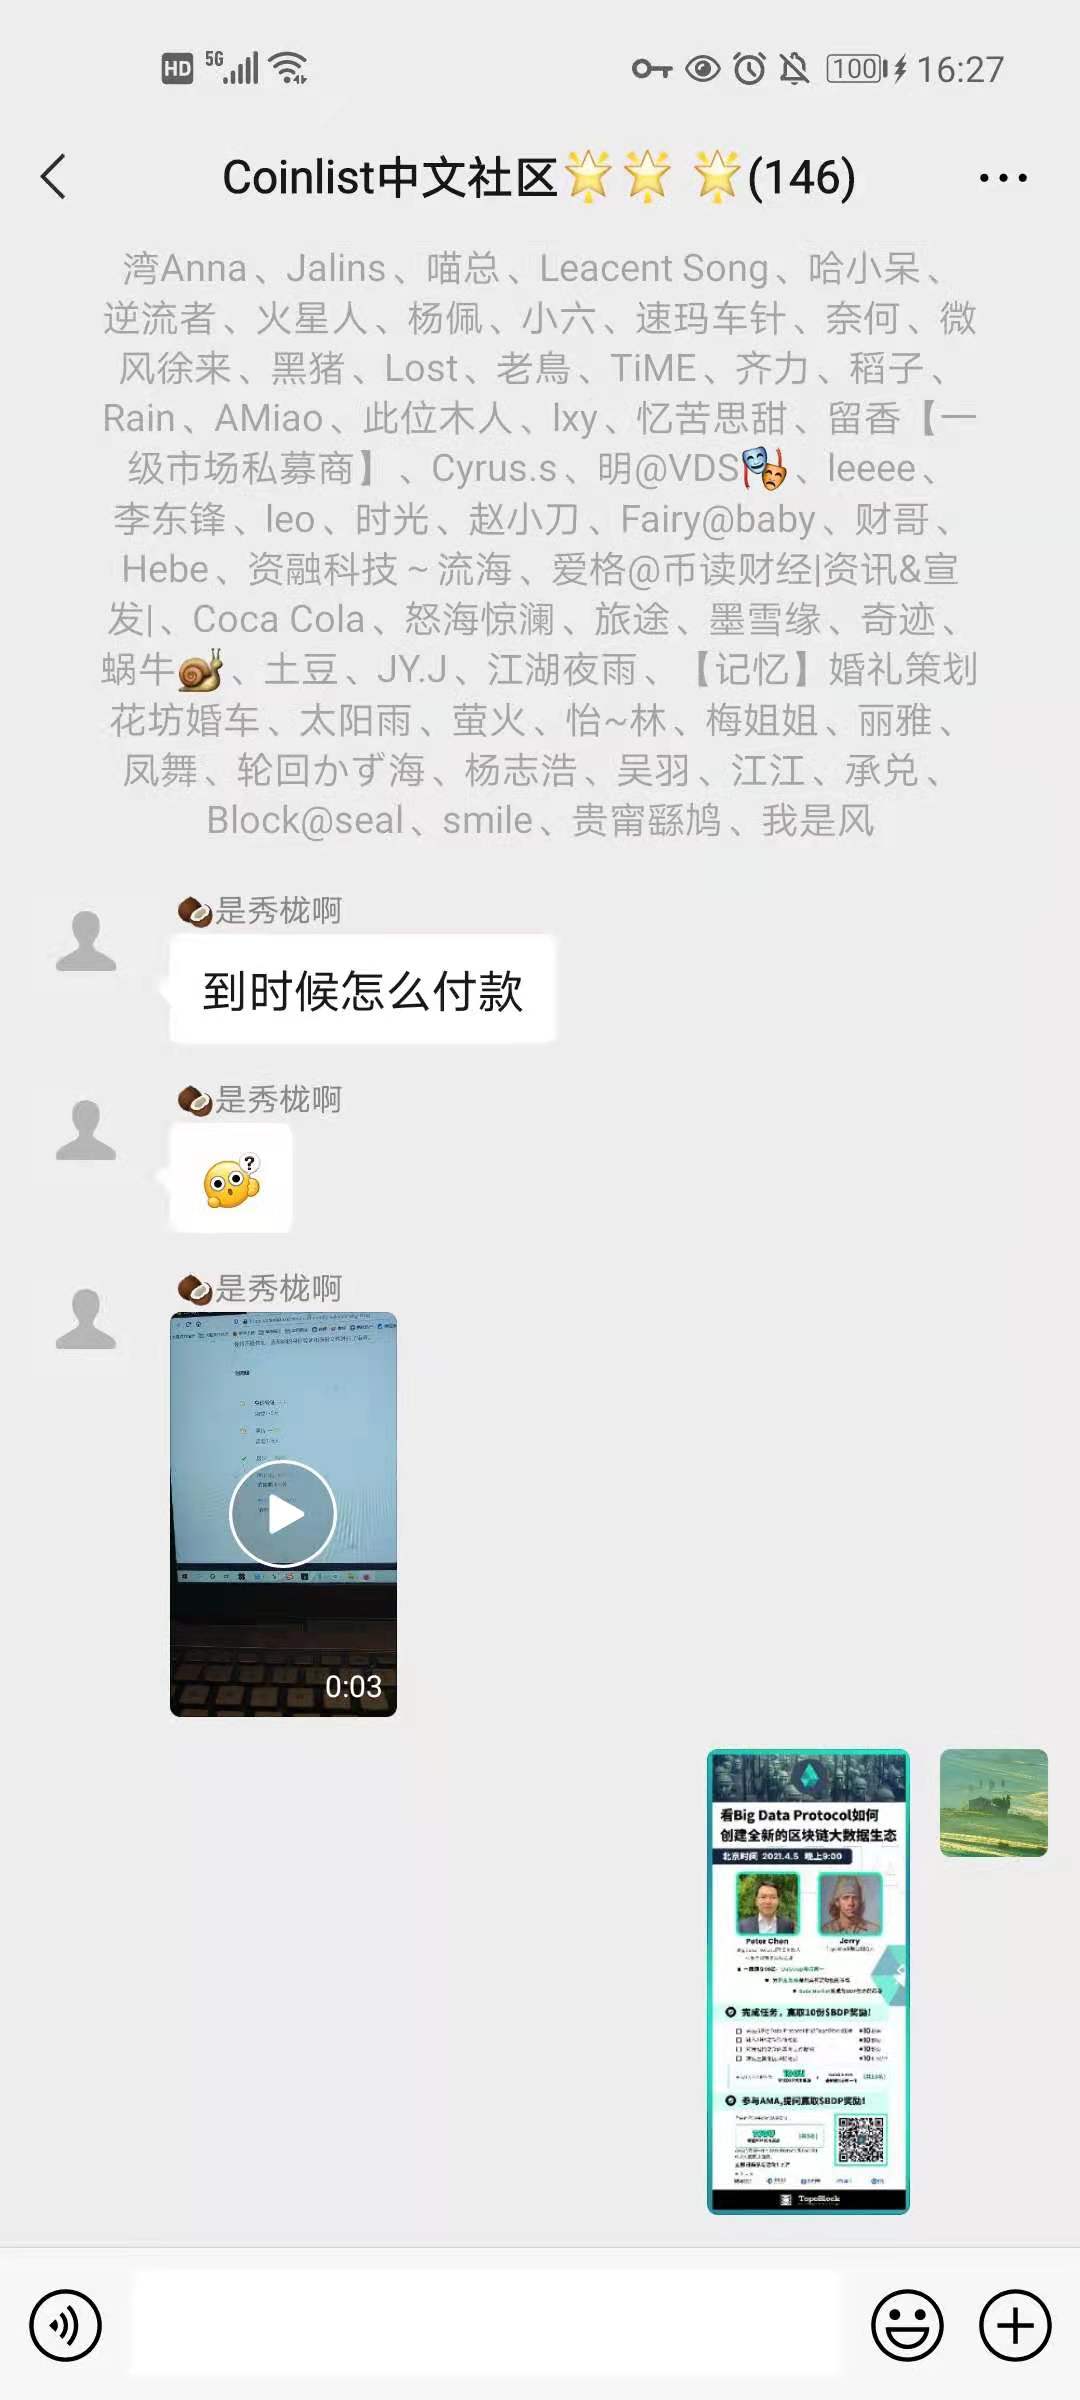 HD 5G 100 16:27
Coinlist中文社区🌟🌟 🌟(146)
湾Anna、Jalins、喵总、Leacent Song、哈小呆、
逆流者、火星人、杨佩、小六、速玛车针、奈何、微
风徐来、黑猪、Lost、老鳥、TiME、齐力、稻子、
Rain、AMiao、此位木人、lxy、忆苦思甜、留香【一
级市场私募商】、Cyrus.s、明@VDS🎭、leeee、
李东锋、leo、时光、赵小刀、Fairy@baby、财哥、
Hebe、资融科技~流海、爱格@币读财经|资讯&宣
发|、Coca Cola、怒海惊澜、旅途、墨雪缘、奇迹、
蜗牛🐌、土豆、JY.J、江湖夜雨、【记忆】婚礼策划
花坊婚车、太阳雨、萤火、怡~林、梅姐姐、丽雅、
凤舞、轮回かず海、杨志浩、吴羽、江江、承兑、
Block@seal、smile、贵甯繇鸠、我是风
🥥是秀栊啊
到时候怎么付款
🥥是秀栊啊
🥥是秀栊啊
0:03
看Big Data Protocol如何
创建全新的区块链大数据生态
北京时间 2021.4.5 晚上9:00
Peter Chen
Jerry
完成任务，赢取10份$BDP奖励!
参与AMA,提问赢取$BDP奖励!
TopoBlock